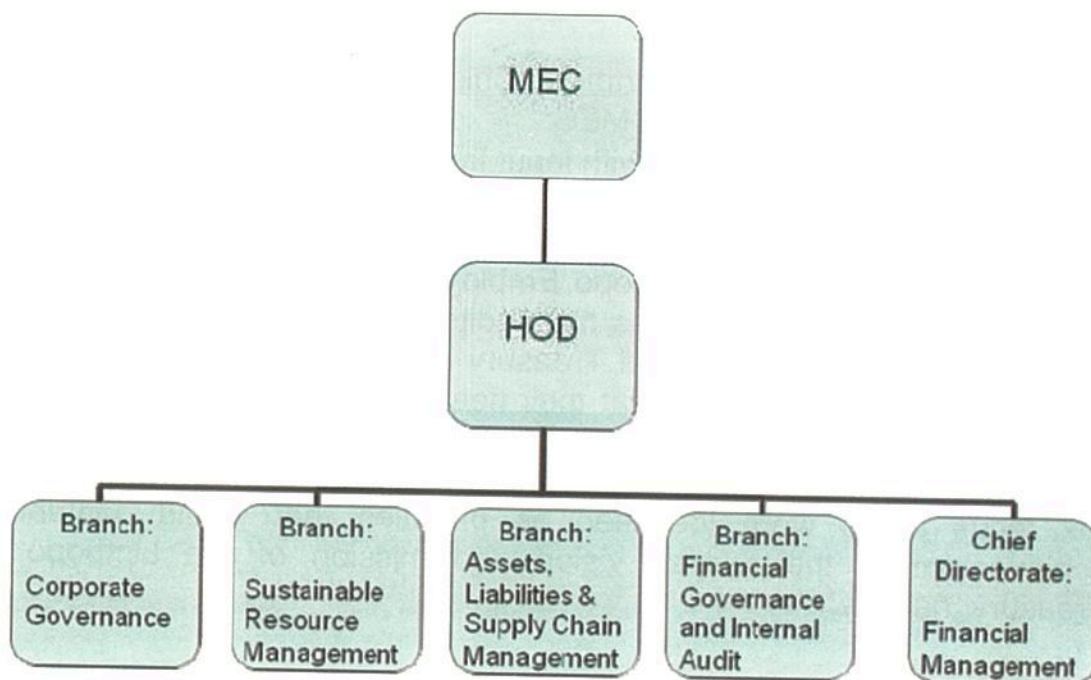 MEC
HOD
Branch:
Corporate
Governance
Branch:
Sustainable
Resource
Management
Branch:
Assets,
Liabilities &
Supply Chain
Management
Branch:
Financial
Governance
and Internal
Audit
Chief
Directorate:
Financial
Management